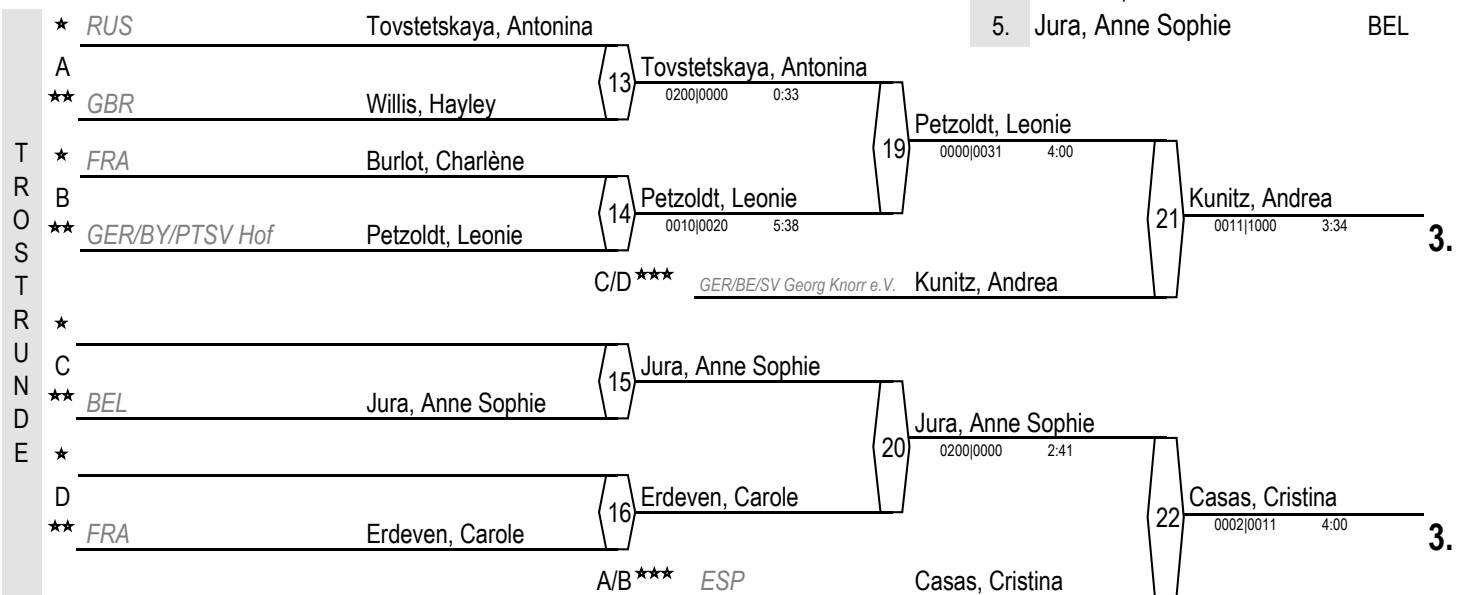 5. Jura, Anne Sophie BEL
TROSTRUNDE
★ RUS Tovstetskaya, Antonina
A
13 Tovstetskaya, Antonina
0200|0000 0:33
★★ GBR Willis, Hayley
19 Petzoldt, Leonie
0000|0031 4:00
★ FRA Burlot, Charlène
B
14 Petzoldt, Leonie
0010|0020 5:38
★★ GER/BY/PTSV Hof Petzoldt, Leonie
21 Kunitz, Andrea
0011|1000 3:34
3.
C/D ★★★ GER/BE/SV Georg Knorr e.V. Kunitz, Andrea
★
C
15 Jura, Anne Sophie
★★ BEL Jura, Anne Sophie
20 Jura, Anne Sophie
0200|0000 2:41
★
D
16 Erdeven, Carole
★★ FRA Erdeven, Carole
22 Casas, Cristina
0002|0011 4:00
3.
A/B ★★★ ESP Casas, Cristina